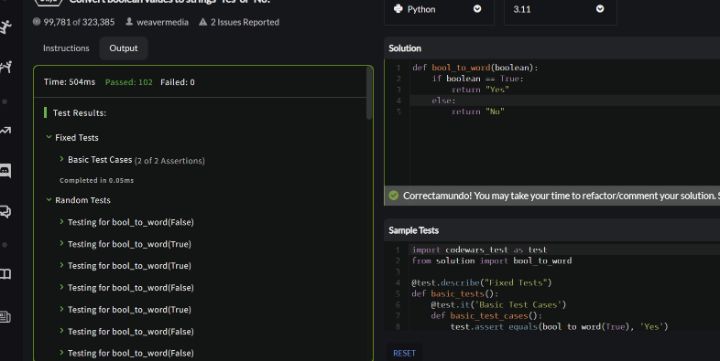 Convert boolean values to strings 'Yes' or 'No'.
99,781 of 323,385 weavermedia 2 Issues Reported
Python
3.11
Instructions Output
Time: 504ms Passed: 102 Failed: 0
Test Results:
Fixed Tests
Basic Test Cases (2 of 2 Assertions)
Completed in 0.05ms
Random Tests
Testing for bool_to_word(False)
Testing for bool_to_word(True)
Testing for bool_to_word(True)
Testing for bool_to_word(False)
Testing for bool_to_word(True)
Testing for bool_to_word(False)
Testing for bool_to_word(False)
Solution
1 def bool_to_word(boolean):
2 if boolean == True:
3 return "Yes"
4 else:
5 return "No"
Correctamundo! You may take your time to refactor/comment your solution. S
Sample Tests
1 import codewars_test as test
2 from solution import bool_to_word
3
4 @test.describe("Fixed Tests")
5 def basic_tests():
6 @test.it('Basic Test Cases')
7 def basic_test_cases():
8 test.assert_equals(bool_to_word(True), 'Yes')
RESET